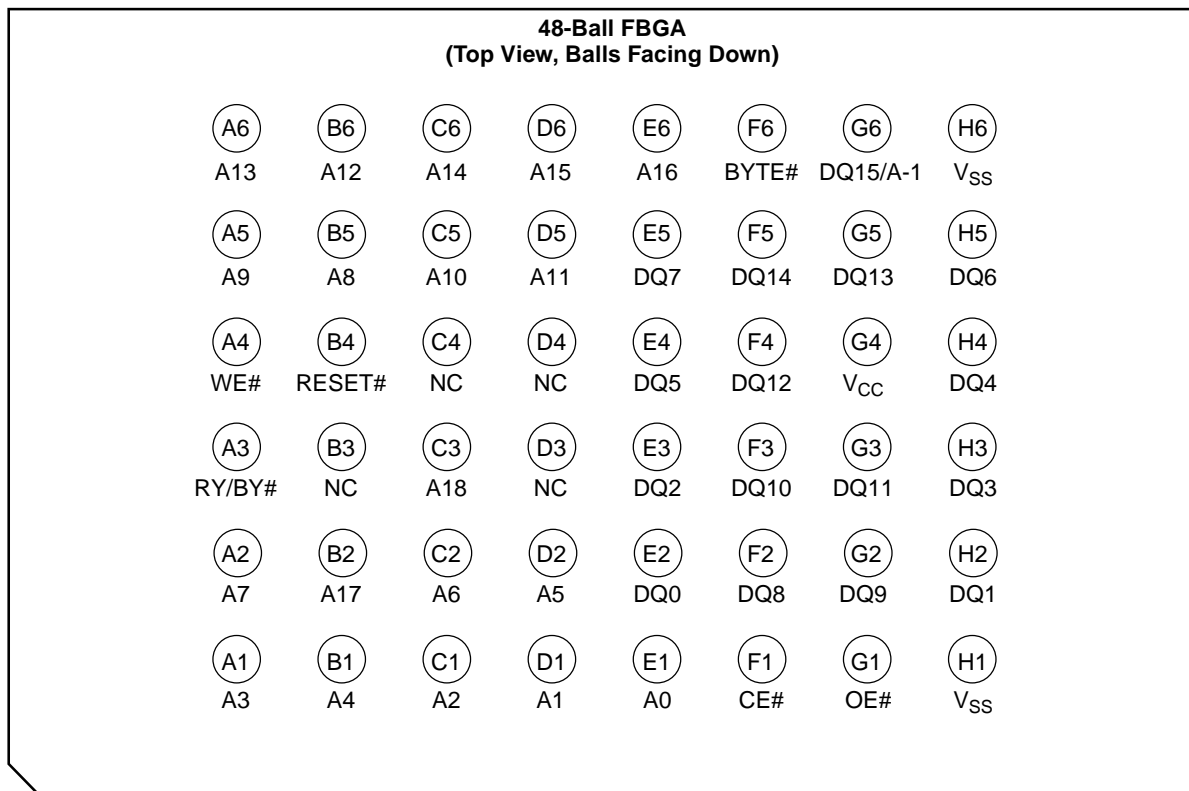 48-Ball FBGA
(Top View, Balls Facing Down)
A6 B6 C6 D6 E6 F6 G6 H6
A13 A12 A14 A15 A16 BYTE# DQ15/A-1 VSS
A5 B5 C5 D5 E5 F5 G5 H5
A9 A8 A10 A11 DQ7 DQ14 DQ13 DQ6
A4 B4 C4 D4 E4 F4 G4 H4
WE# RESET# NC NC DQ5 DQ12 VCC DQ4
A3 B3 C3 D3 E3 F3 G3 H3
RY/BY# NC A18 NC DQ2 DQ10 DQ11 DQ3
A2 B2 C2 D2 E2 F2 G2 H2
A7 A17 A6 A5 DQ0 DQ8 DQ9 DQ1
A1 B1 C1 D1 E1 F1 G1 H1
A3 A4 A2 A1 A0 CE# OE# VSS